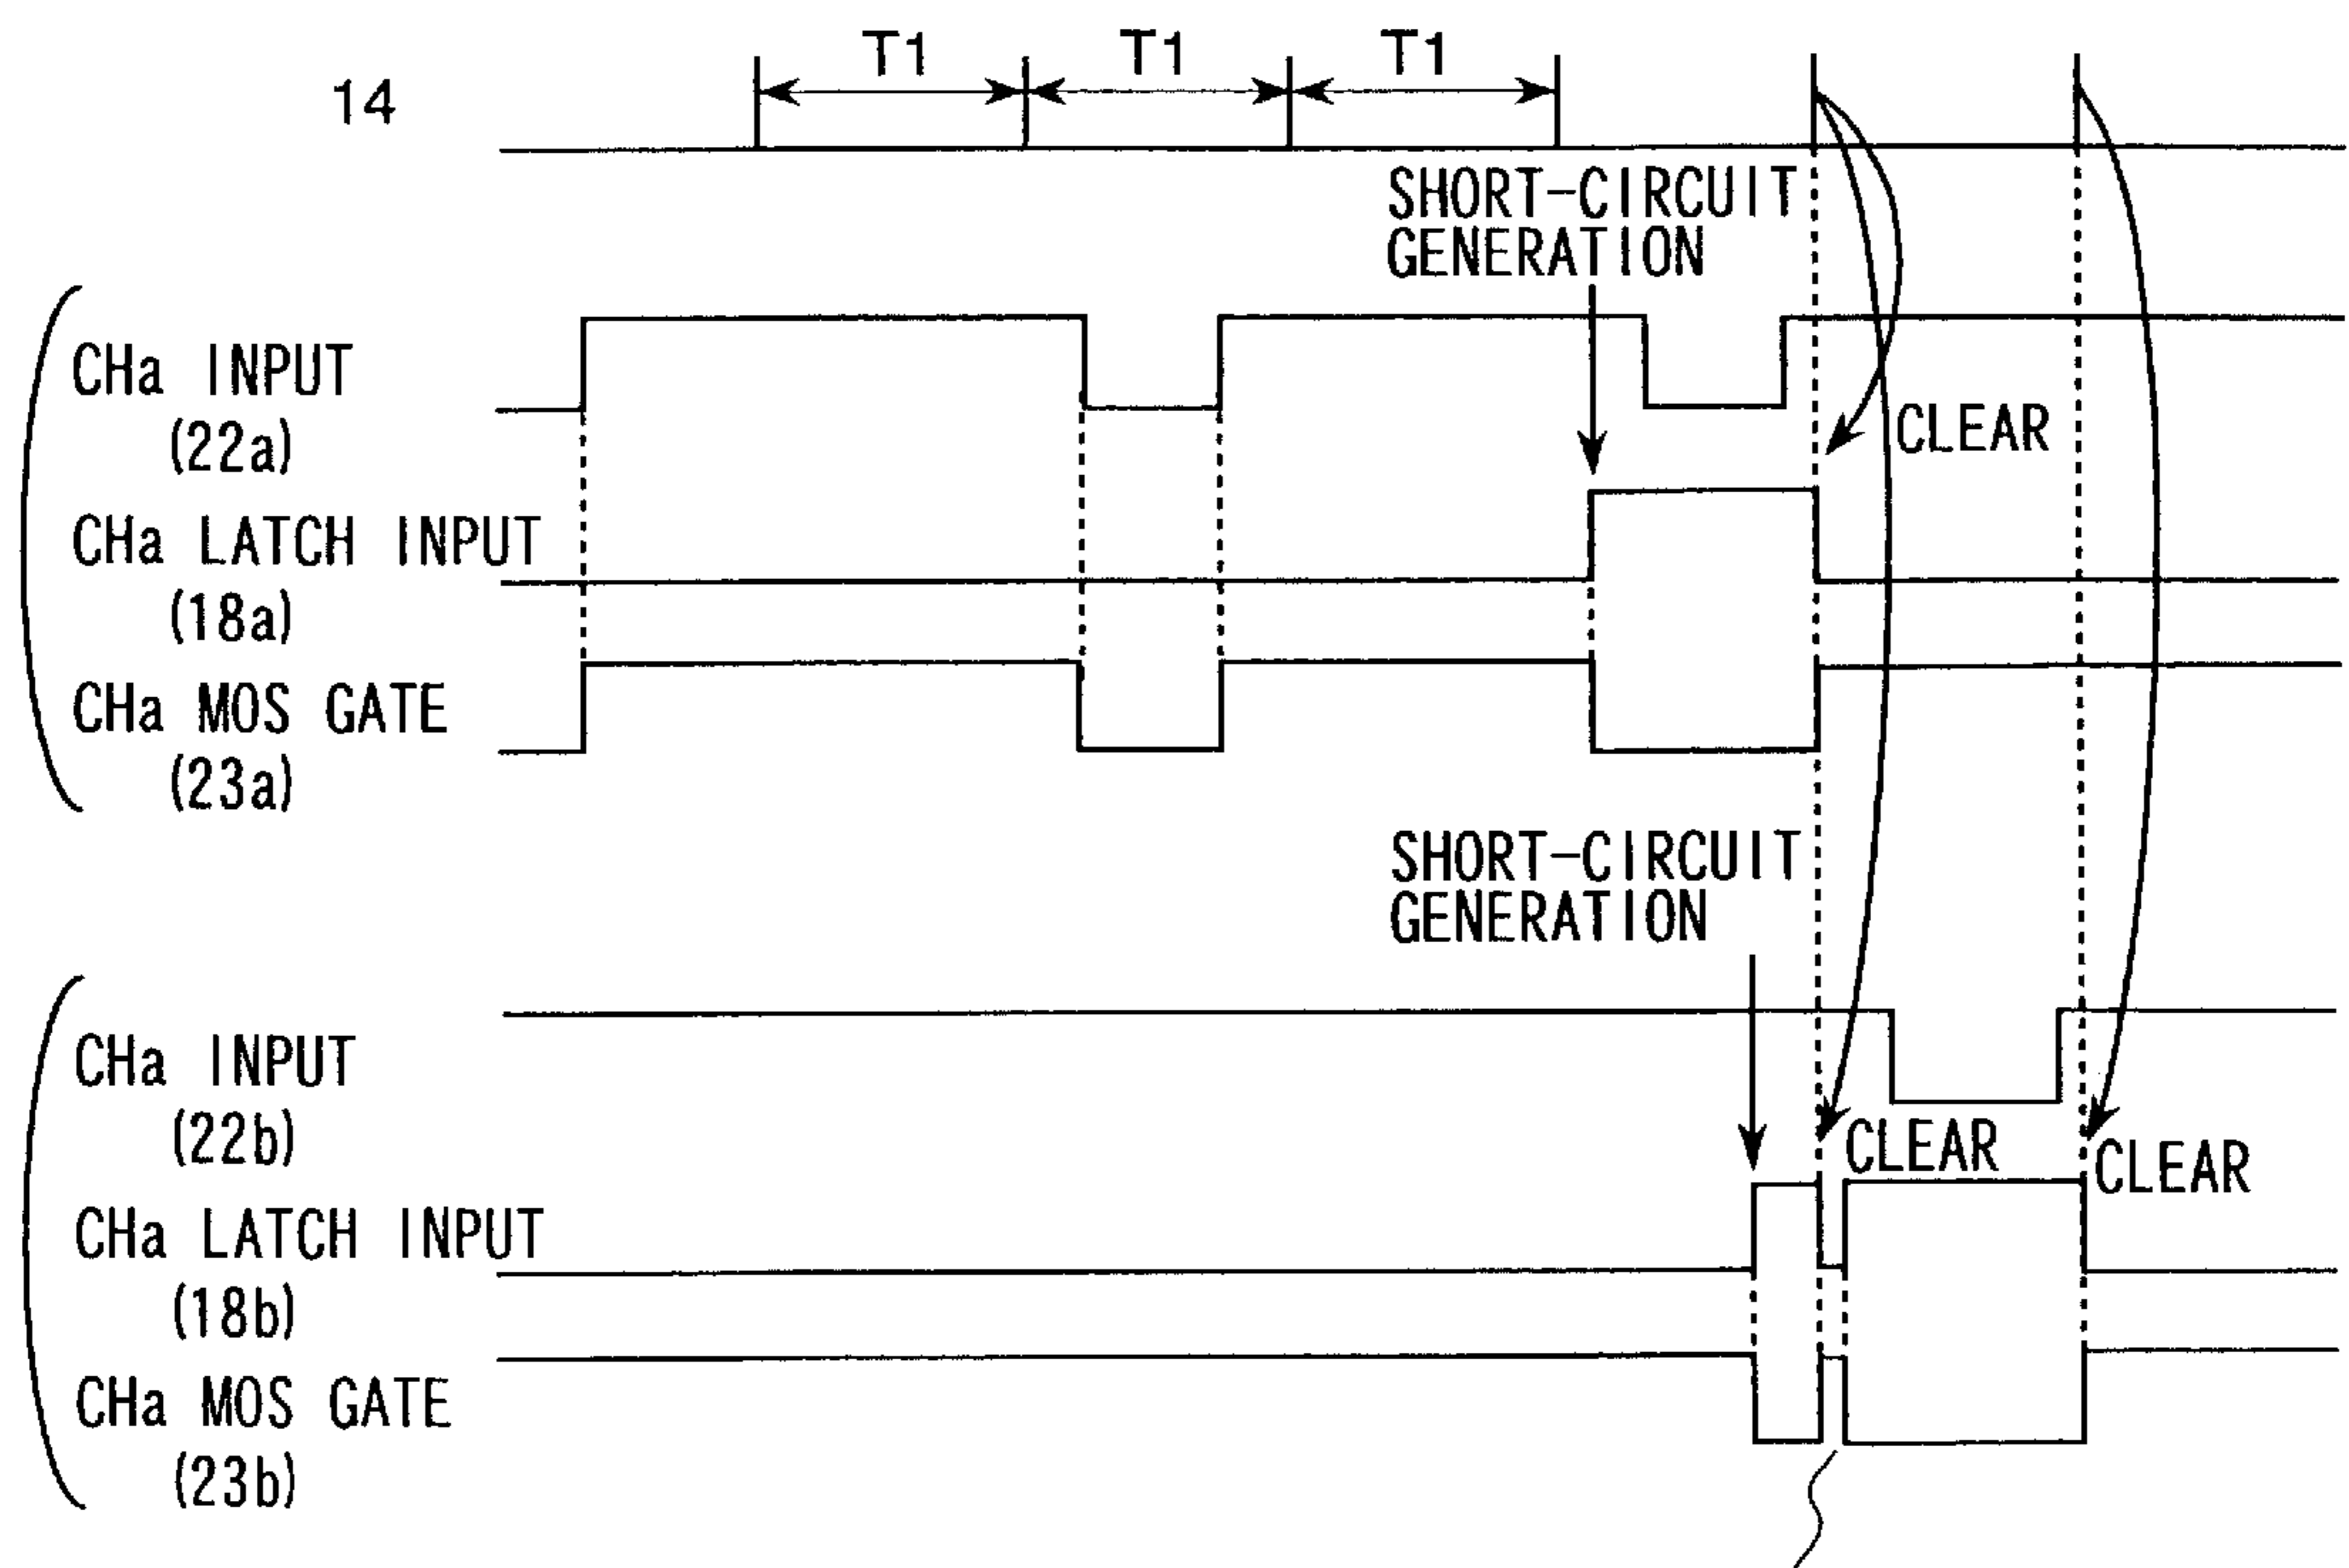 T1 T1 T1
14
SHORT-CIRCUIT
GENERATION
CHa INPUT
(22a)
CLEAR
CHa LATCH INPUT
(18a)
CHa MOS GATE
(23a)
SHORT-CIRCUIT
GENERATION
CHa INPUT
(22b)
CLEAR
CLEAR
CHa LATCH INPUT
(18b)
CHa MOS GATE
(23b)